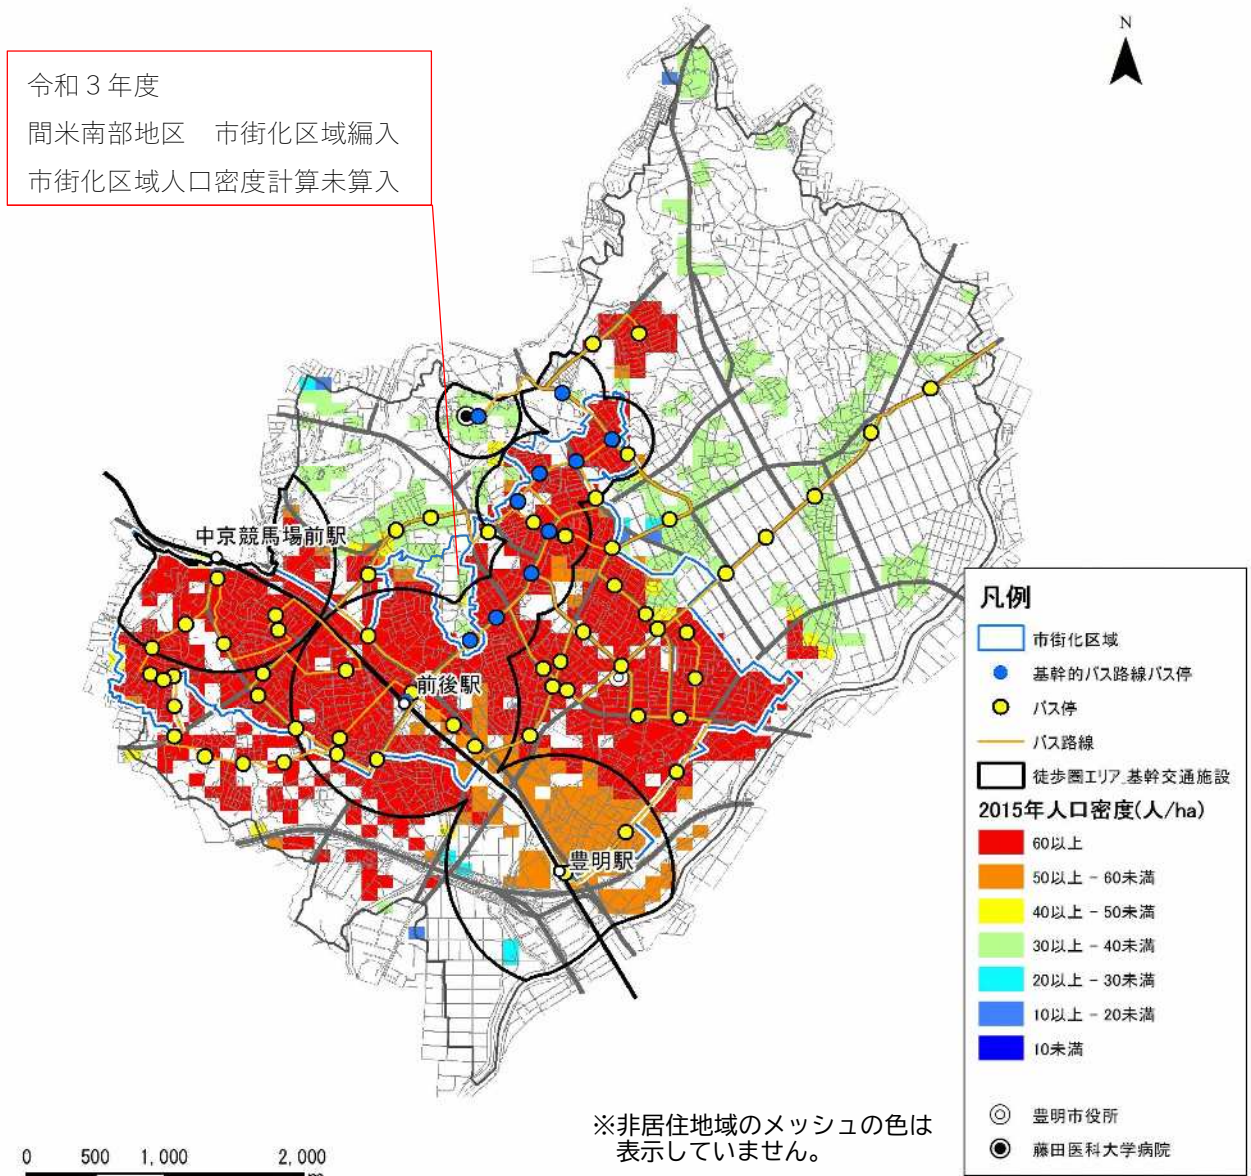 N
令和３年度
間米南部地区　市街化区域編入
市街化区域人口密度計算未算入
中京競馬場前駅
前後駅
豊明駅
凡例
市街化区域
基幹的バス路線バス停
バス停
バス路線
徒歩圏エリア_基幹交通施設
2015年人口密度(人/ha)
60以上
50以上 - 60未満
40以上 - 50未満
30以上 - 40未満
20以上 - 30未満
10以上 - 20未満
10未満
豊明市役所
藤田医科大学病院
※非居住地域のメッシュの色は
表示していません。
0 500 1,000 2,000
m